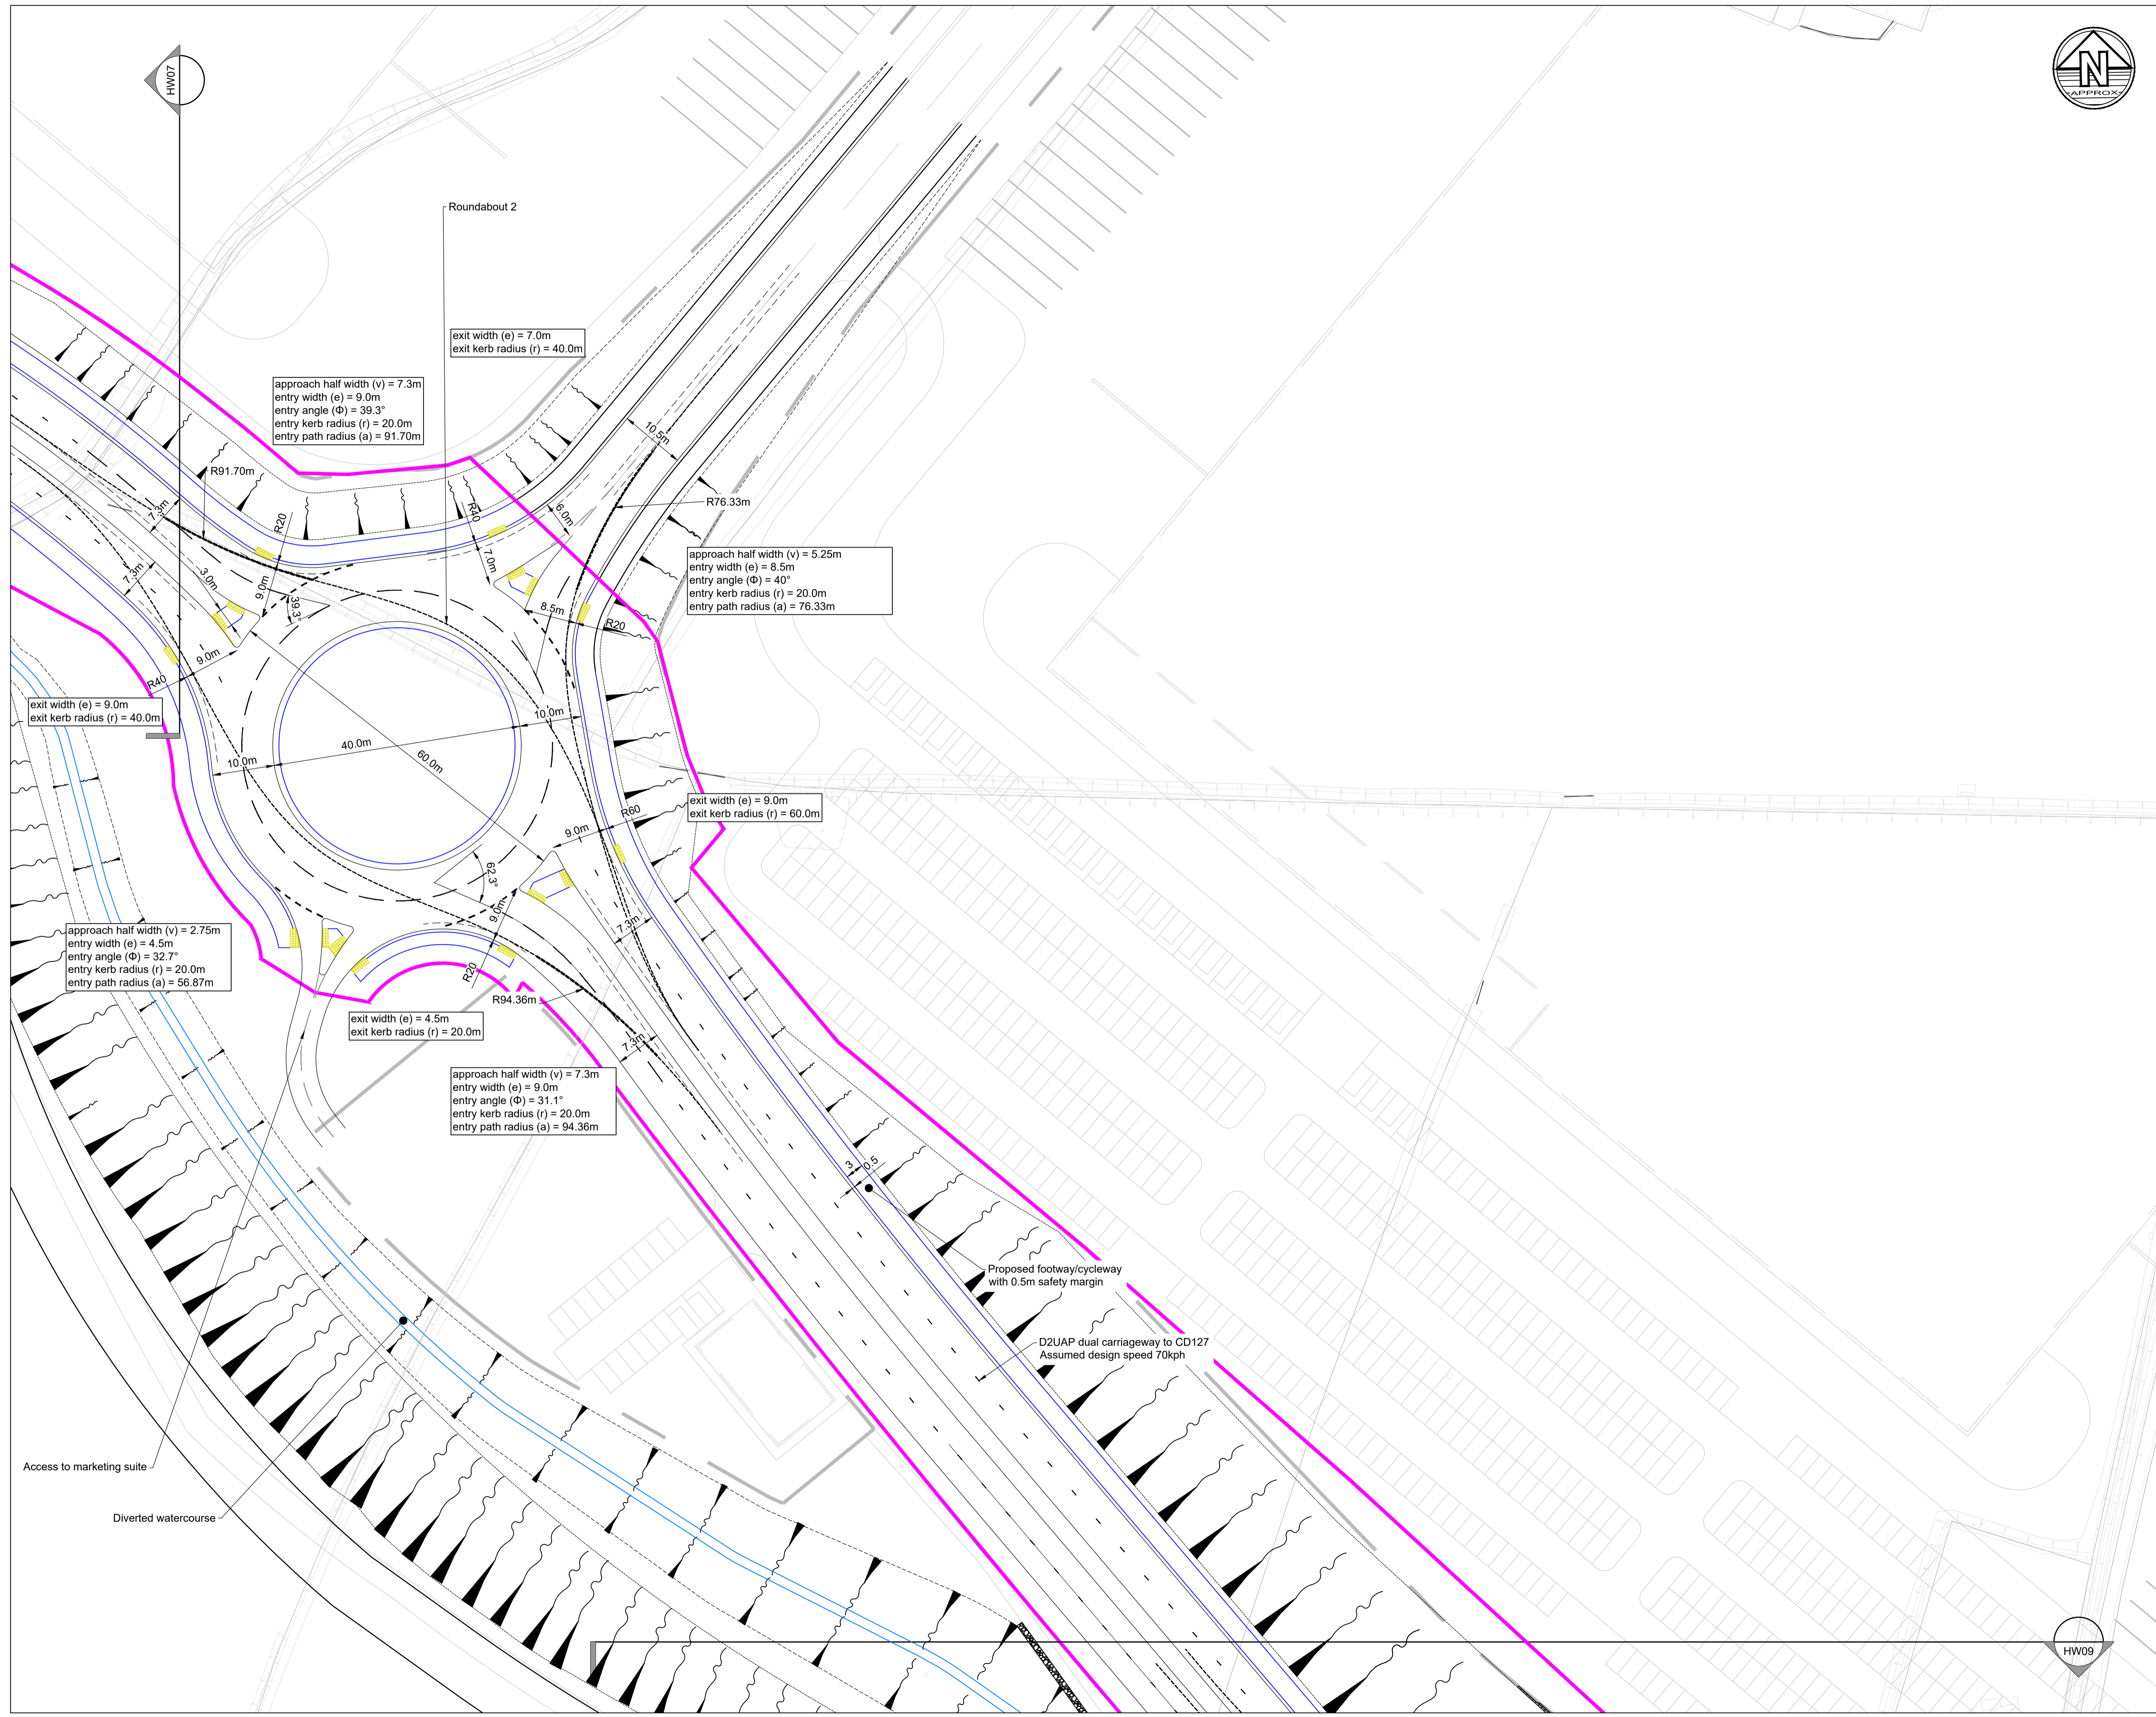 HW07
N
APPROX
Roundabout 2
exit width (e) = 7.0m
exit kerb radius (r) = 40.0m
approach half width (v) = 7.3m
entry width (e) = 9.0m
entry angle (Φ) = 39.3°
entry kerb radius (r) = 20.0m
entry path radius (a) = 91.70m
10.5m
R91.70m
R76.33m
7.3m
R20
R40
6.0m
approach half width (v) = 5.25m
entry width (e) = 8.5m
entry angle (Φ) = 40°
entry kerb radius (r) = 20.0m
entry path radius (a) = 76.33m
7.0m
7.3m
3.0m
9.0m
39.3°
8.5m
R20
9.0m
R40
exit width (e) = 9.0m
exit kerb radius (r) = 40.0m
10.0m
40.0m
60.0m
10.0m
exit width (e) = 9.0m
exit kerb radius (r) = 60.0m
R60
9.0m
62.3°
9.0m
7.3m
approach half width (v) = 2.75m
entry width (e) = 4.5m
entry angle (Φ) = 32.7°
entry kerb radius (r) = 20.0m
entry path radius (a) = 56.87m
R20
R94.36m
exit width (e) = 4.5m
exit kerb radius (r) = 20.0m
7.3m
approach half width (v) = 7.3m
entry width (e) = 9.0m
entry angle (Φ) = 31.1°
entry kerb radius (r) = 20.0m
entry path radius (a) = 94.36m
3
0.5
Proposed footway/cycleway
with 0.5m safety margin
D2UAP dual carriageway to CD127
Assumed design speed 70kph
Access to marketing suite
Diverted watercourse
HW09